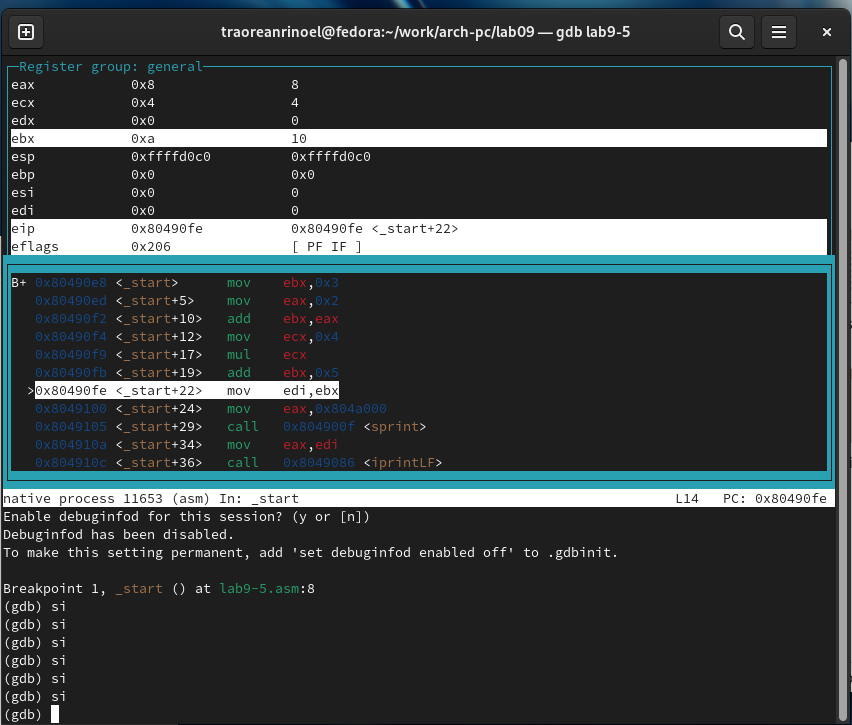 traoreanrinoel@fedora:~/work/arch-pc/lab09 — gdb lab9-5
Register group: general
eax 0x8 8
ecx 0x4 4
edx 0x0 0
ebx 0xa 10
esp 0xffffd0c0 0xffffd0c0
ebp 0x0 0x0
esi 0x0 0
edi 0x0 0
eip 0x80490fe 0x80490fe <_start+22>
eflags 0x206 [ PF IF ]
B+ 0x80490e8 <_start> mov ebx,0x3
0x80490ed <_start+5> mov eax,0x2
0x80490f2 <_start+10> add ebx,eax
0x80490f4 <_start+12> mov ecx,0x4
0x80490f9 <_start+17> mul ecx
0x80490fb <_start+19> add ebx,0x5
>0x80490fe <_start+22> mov edi,ebx
0x8049100 <_start+24> mov eax,0x804a000
0x8049105 <_start+29> call 0x804900f <sprint>
0x804910a <_start+34> mov eax,edi
0x804910c <_start+36> call 0x8049086 <iprintLF>
native process 11653 (asm) In: _start L14 PC: 0x80490fe
Enable debuginfod for this session? (y or [n])
Debuginfod has been disabled.
To make this setting permanent, add 'set debuginfod enabled off' to .gdbinit.
Breakpoint 1, _start () at lab9-5.asm:8
(gdb) si
(gdb) si
(gdb) si
(gdb) si
(gdb) si
(gdb) si
(gdb)